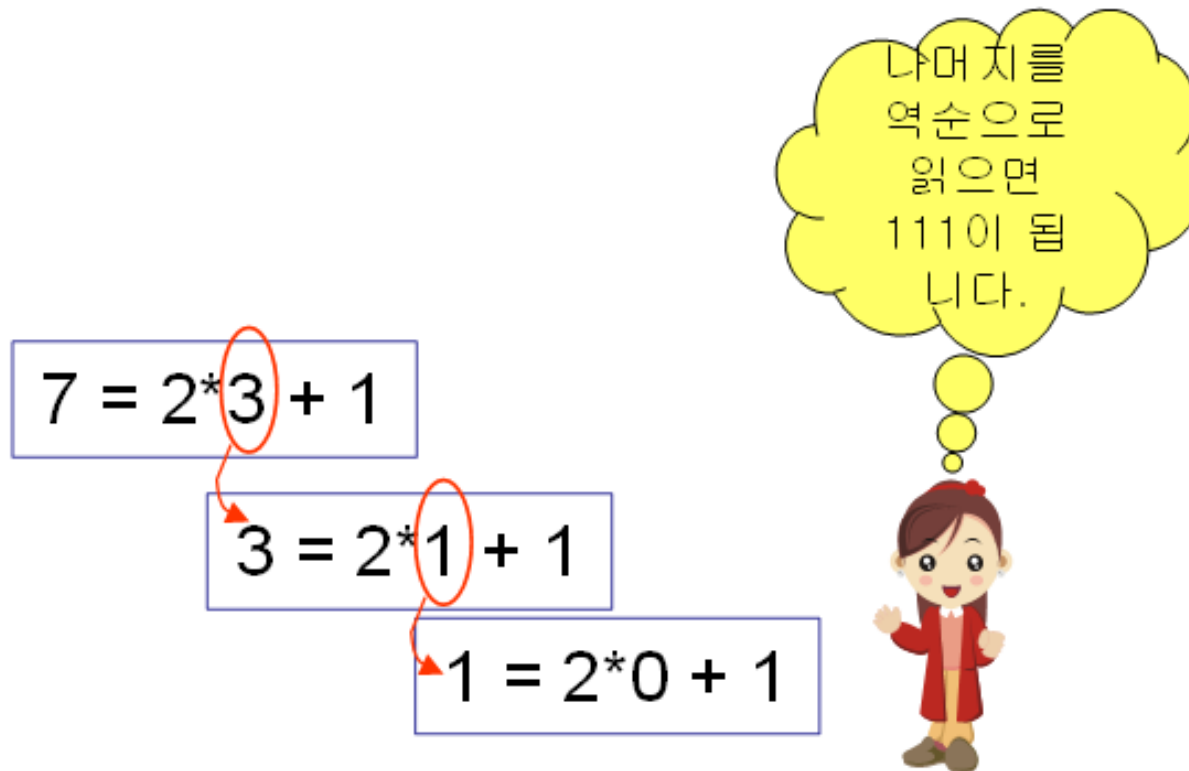 나머지를
역순으로
읽으면
111이 됩
니다.
7 = 2*3 + 1
3 = 2*1 + 1
1 = 2*0 + 1